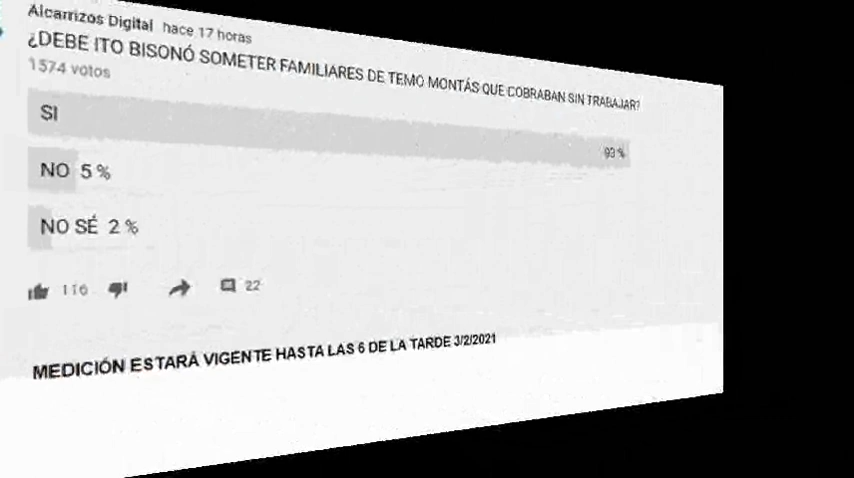 Alcarrizos Digital hace 17 horas
¿DEBE ITO BISONÓ SOMETER FAMILIARES DE TEMO MONTÁS QUE COBRABAN SIN TRABAJAR?
1574 votos
SI
93 %
NO 5 %
NO SÉ 2 %
116 22
MEDICIÓN ESTARÁ VIGENTE HASTA LAS 6 DE LA TARDE 3/2/2021